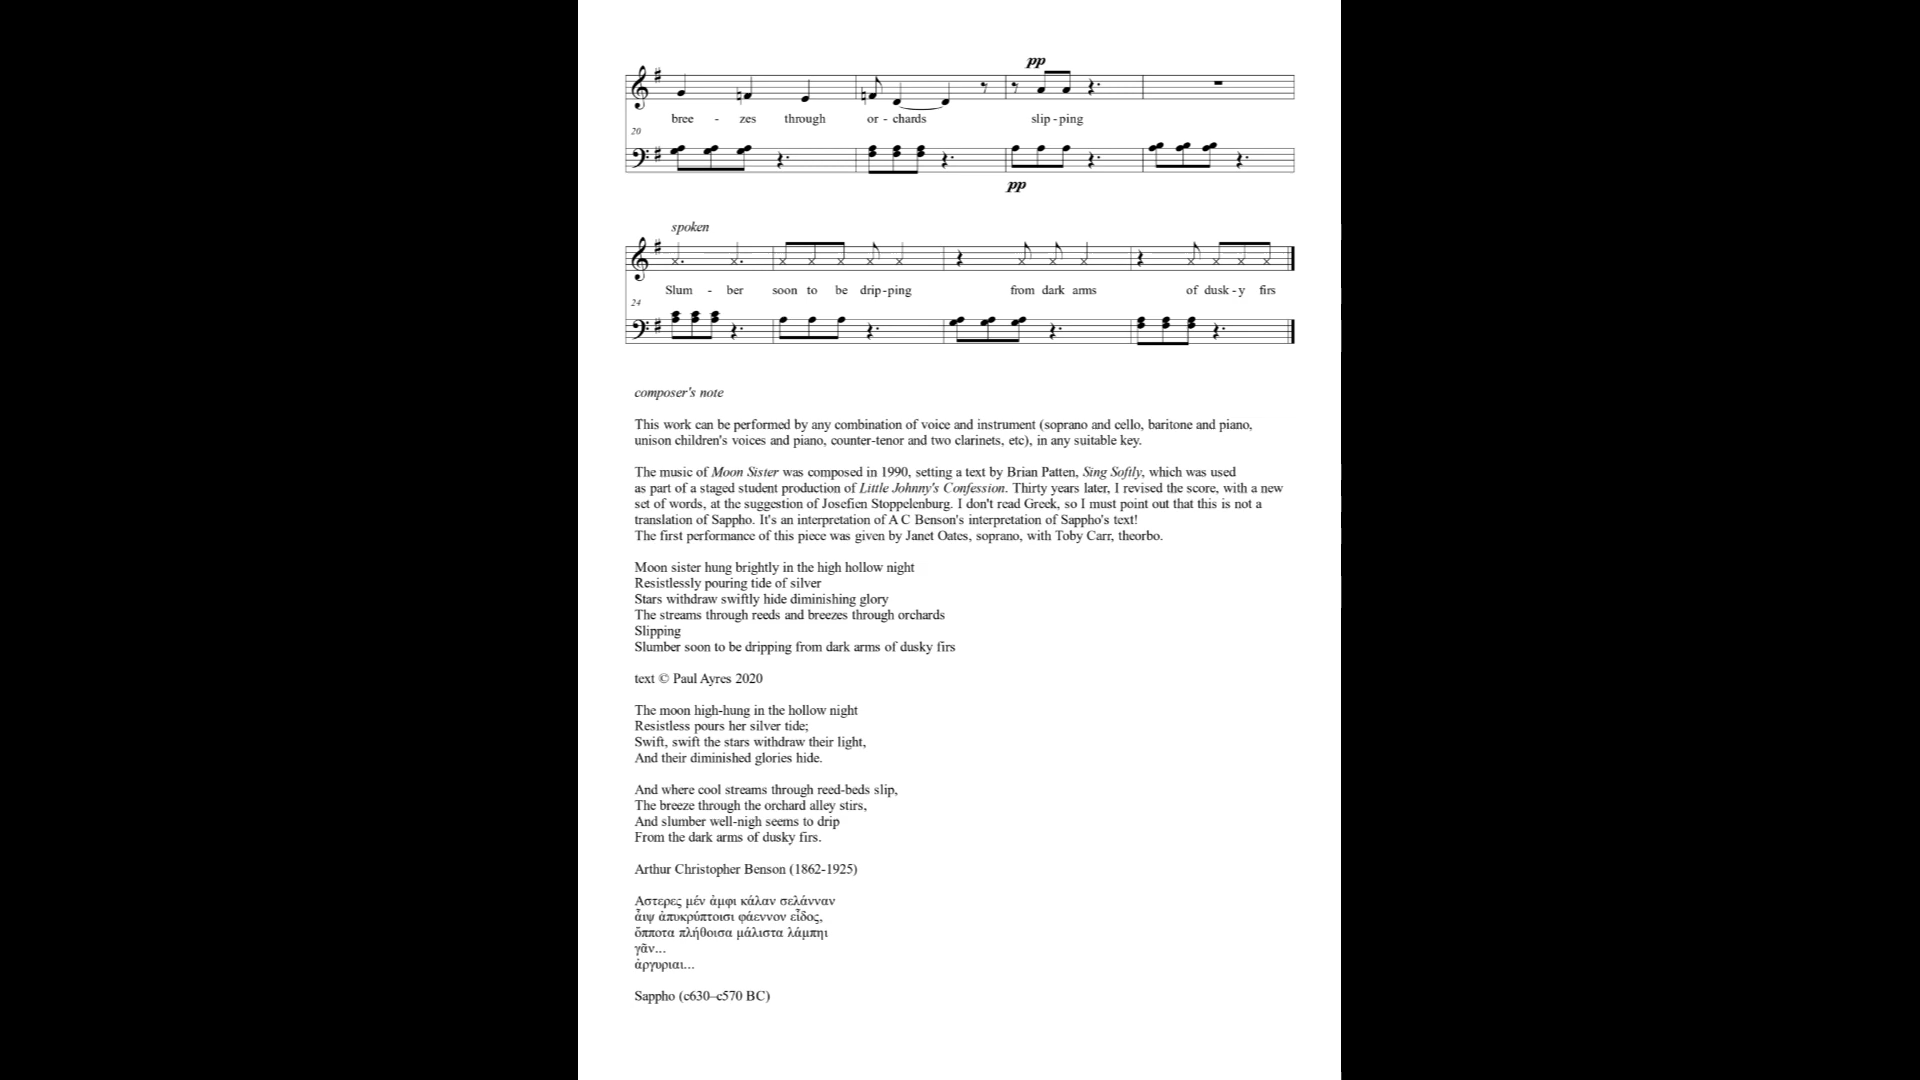 pp
bree - zes through or - chards slip - ping
20
pp
spoken
Slum - ber soon to be drip - ping from dark arms of dusk - y firs
24
composer's note
This work can be performed by any combination of voice and instrument (soprano and cello, baritone and piano,
unison children's voices and piano, counter-tenor and two clarinets, etc), in any suitable key.
The music of Moon Sister was composed in 1990, setting a text by Brian Patten, Sing Softly, which was used
as part of a staged student production of Little Johnny's Confession. Thirty years later, I revised the score, with a new
set of words, at the suggestion of Josefien Stoppelenburg. I don't read Greek, so I must point out that this is not a
translation of Sappho. It's an interpretation of A C Benson's interpretation of Sappho's text!
The first performance of this piece was given by Janet Oates, soprano, with Toby Carr, theorbo.
Moon sister hung brightly in the high hollow night
Resistlessly pouring tide of silver
Stars withdraw swiftly hide diminishing glory
The streams through reeds and breezes through orchards
Slipping
Slumber soon to be dripping from dark arms of dusky firs
text © Paul Ayres 2020
The moon high-hung in the hollow night
Resistless pours her silver tide;
Swift, swift the stars withdraw their light,
And their diminished glories hide.
And where cool streams through reed-beds slip,
The breeze through the orchard alley stirs,
And slumber well-nigh seems to drip
From the dark arms of dusky firs.
Arthur Christopher Benson (1862-1925)
Αστερες μέν ἀμφι κάλαν σελάνναν
ἆιψ ἀπυκρύπτοισι φάεννον εἶδος,
ὄπποτα πλήθοισα μάλιστα λάμπηι
γᾶν...
ἀργυριαι...
Sappho (c630–c570 BC)